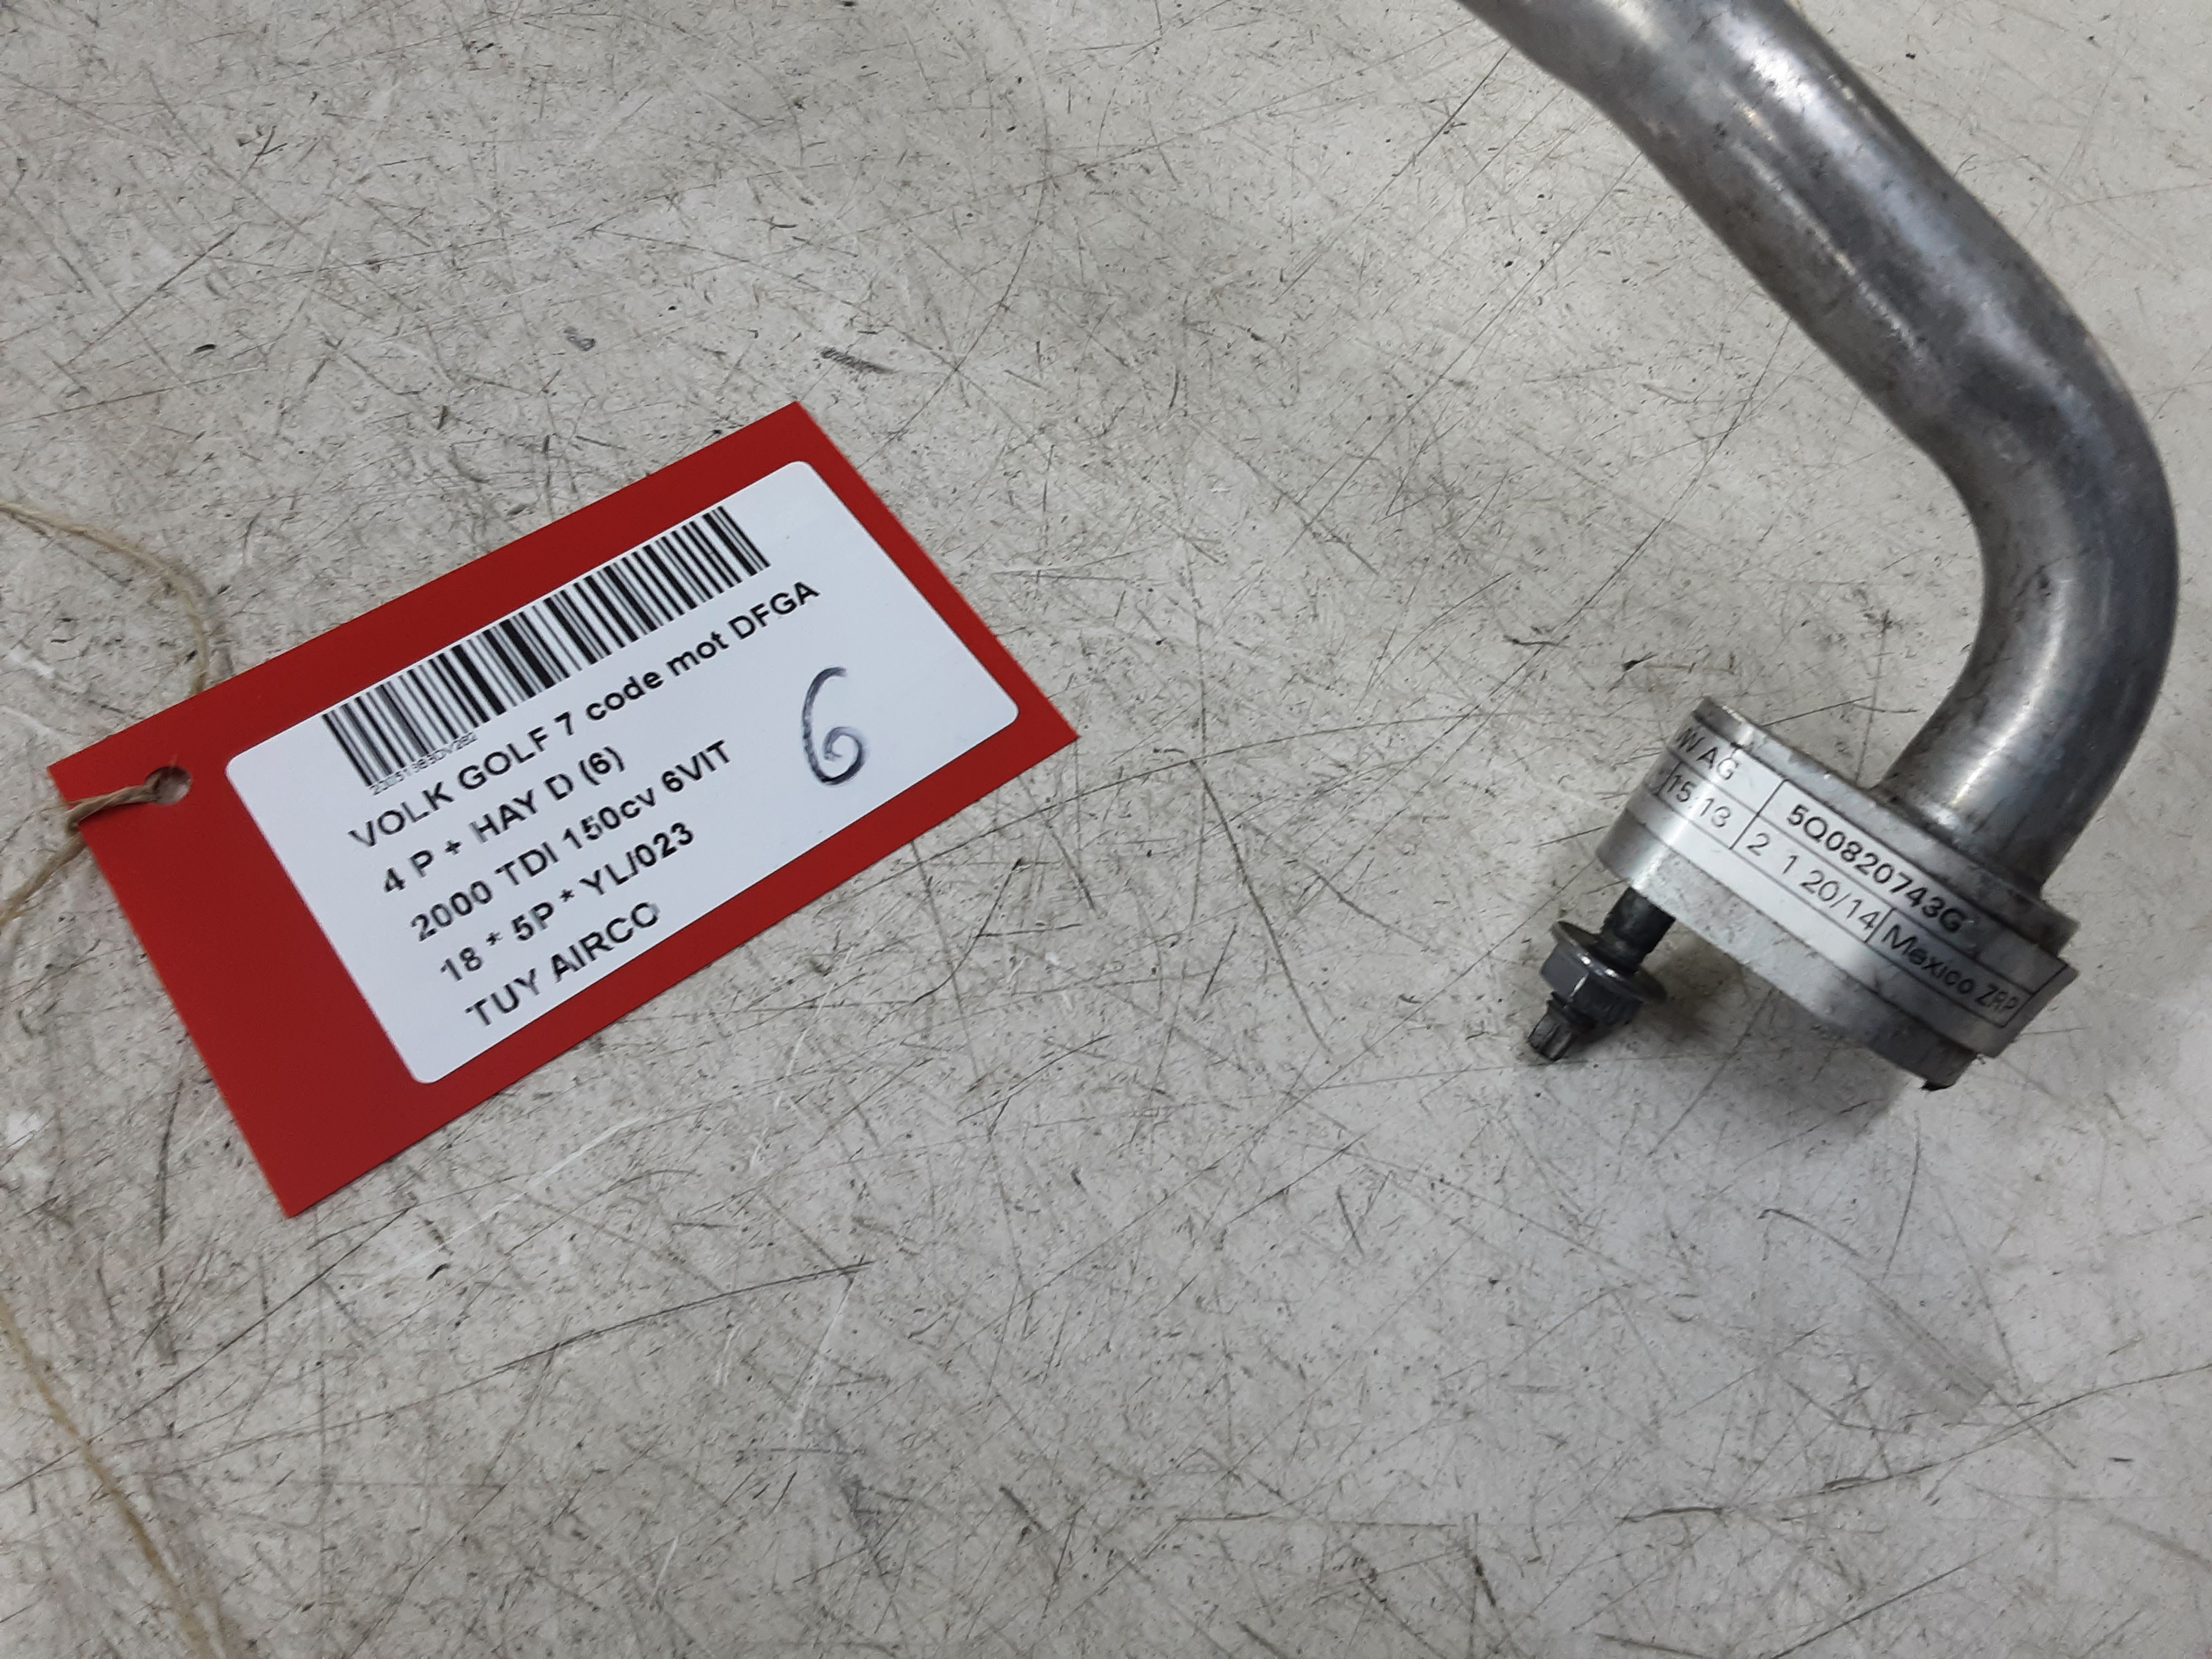 VOLK GOLF 7 code mot DFGA
4 P + HAY D (6)
2000 TDI 150cv 6VIT
18 * 5P * YL/023
TUY AIRCO
6
W AG
5Q0820743G
15:13
2 1 20/14 Mexico ZRP